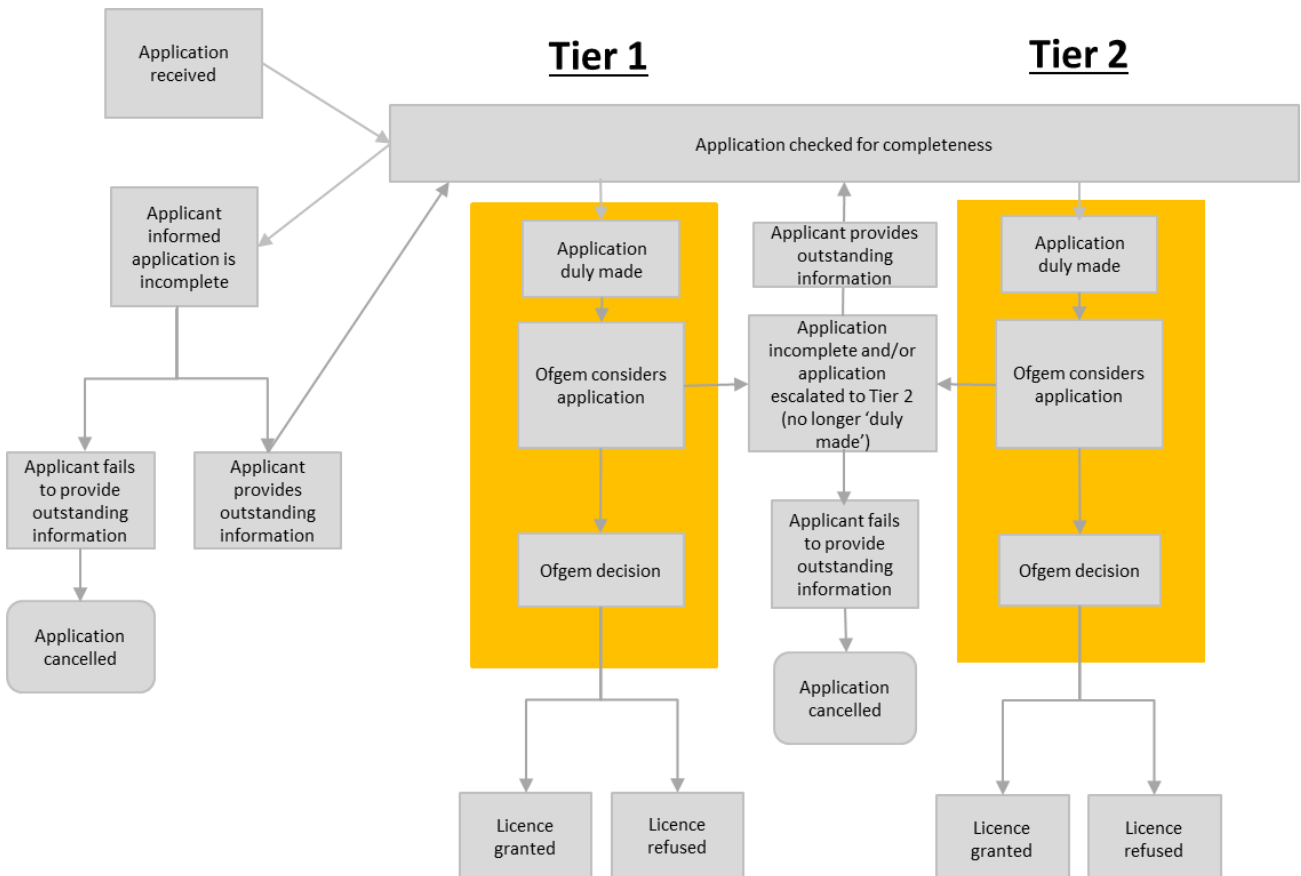 Application
received
Tier 1
Tier 2
Application checked for completeness
Applicant
informed
application is
incomplete
Applicant fails
to provide
outstanding
information
Applicant
provides
outstanding
information
Application
cancelled
Application
duly made
Ofgem considers
application
Ofgem decision
Licence
granted
Licence
refused
Applicant provides
outstanding
information
Application
incomplete and/or
application
escalated to Tier 2
(no longer ‘duly
made’)
Applicant fails
to provide
outstanding
information
Application
cancelled
Application
duly made
Ofgem considers
application
Ofgem decision
Licence
granted
Licence
refused